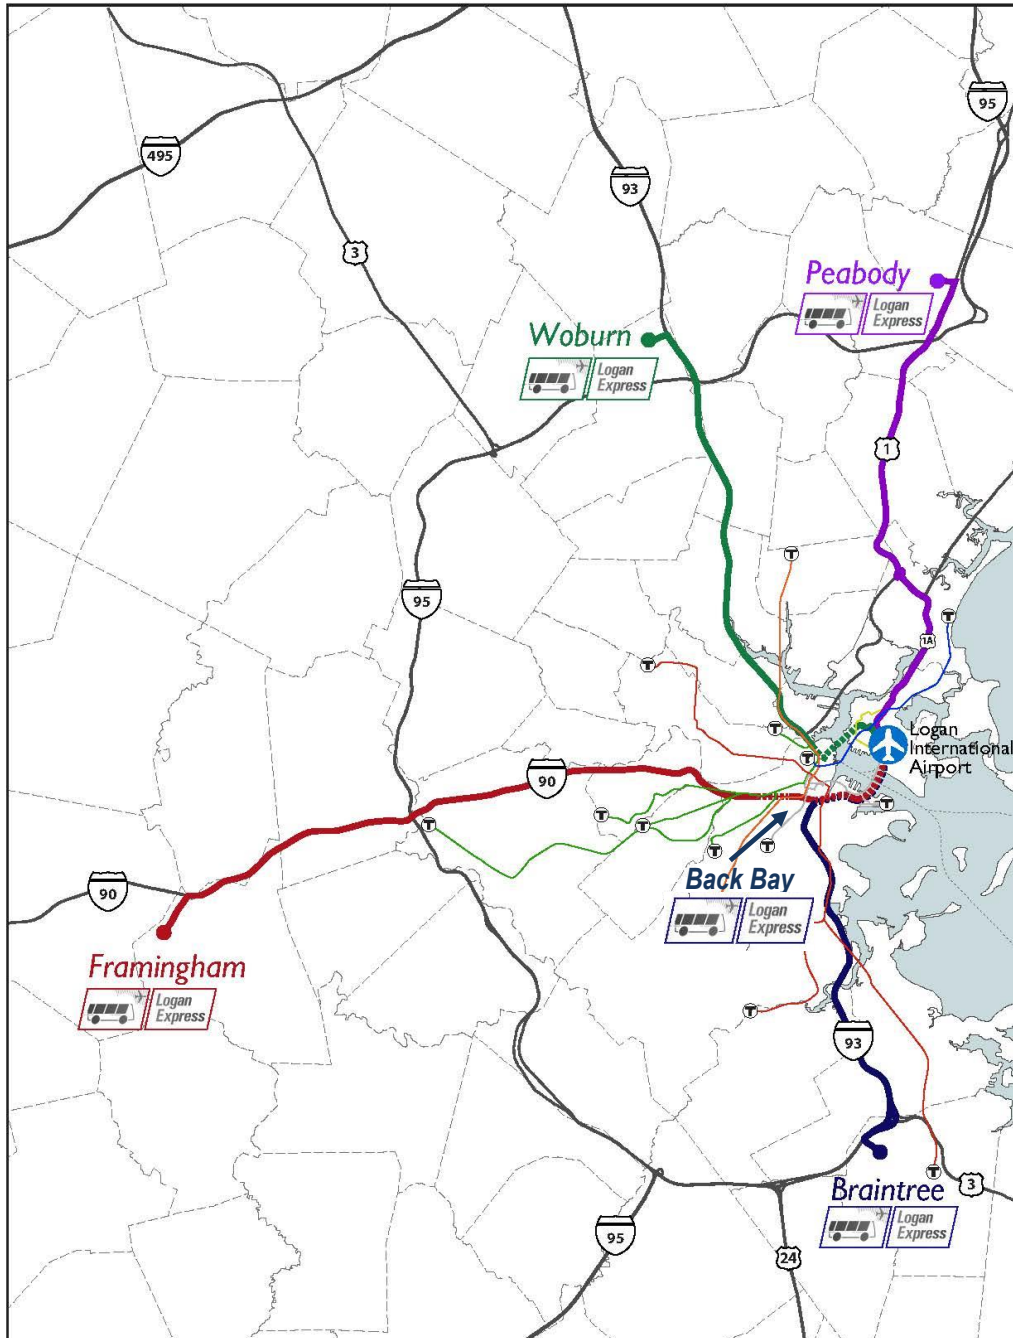 95
495
93
3
Peabody
Logan
Express
Woburn
Logan
Express
1
T
95
T
1A
T
T
T
Logan
International
Airport
90
T
T
T
T
T
T
90
Back Bay
Logan
Express
Framingham
Logan
Express
T
93
T
3
Braintree
Logan
Express
95
24